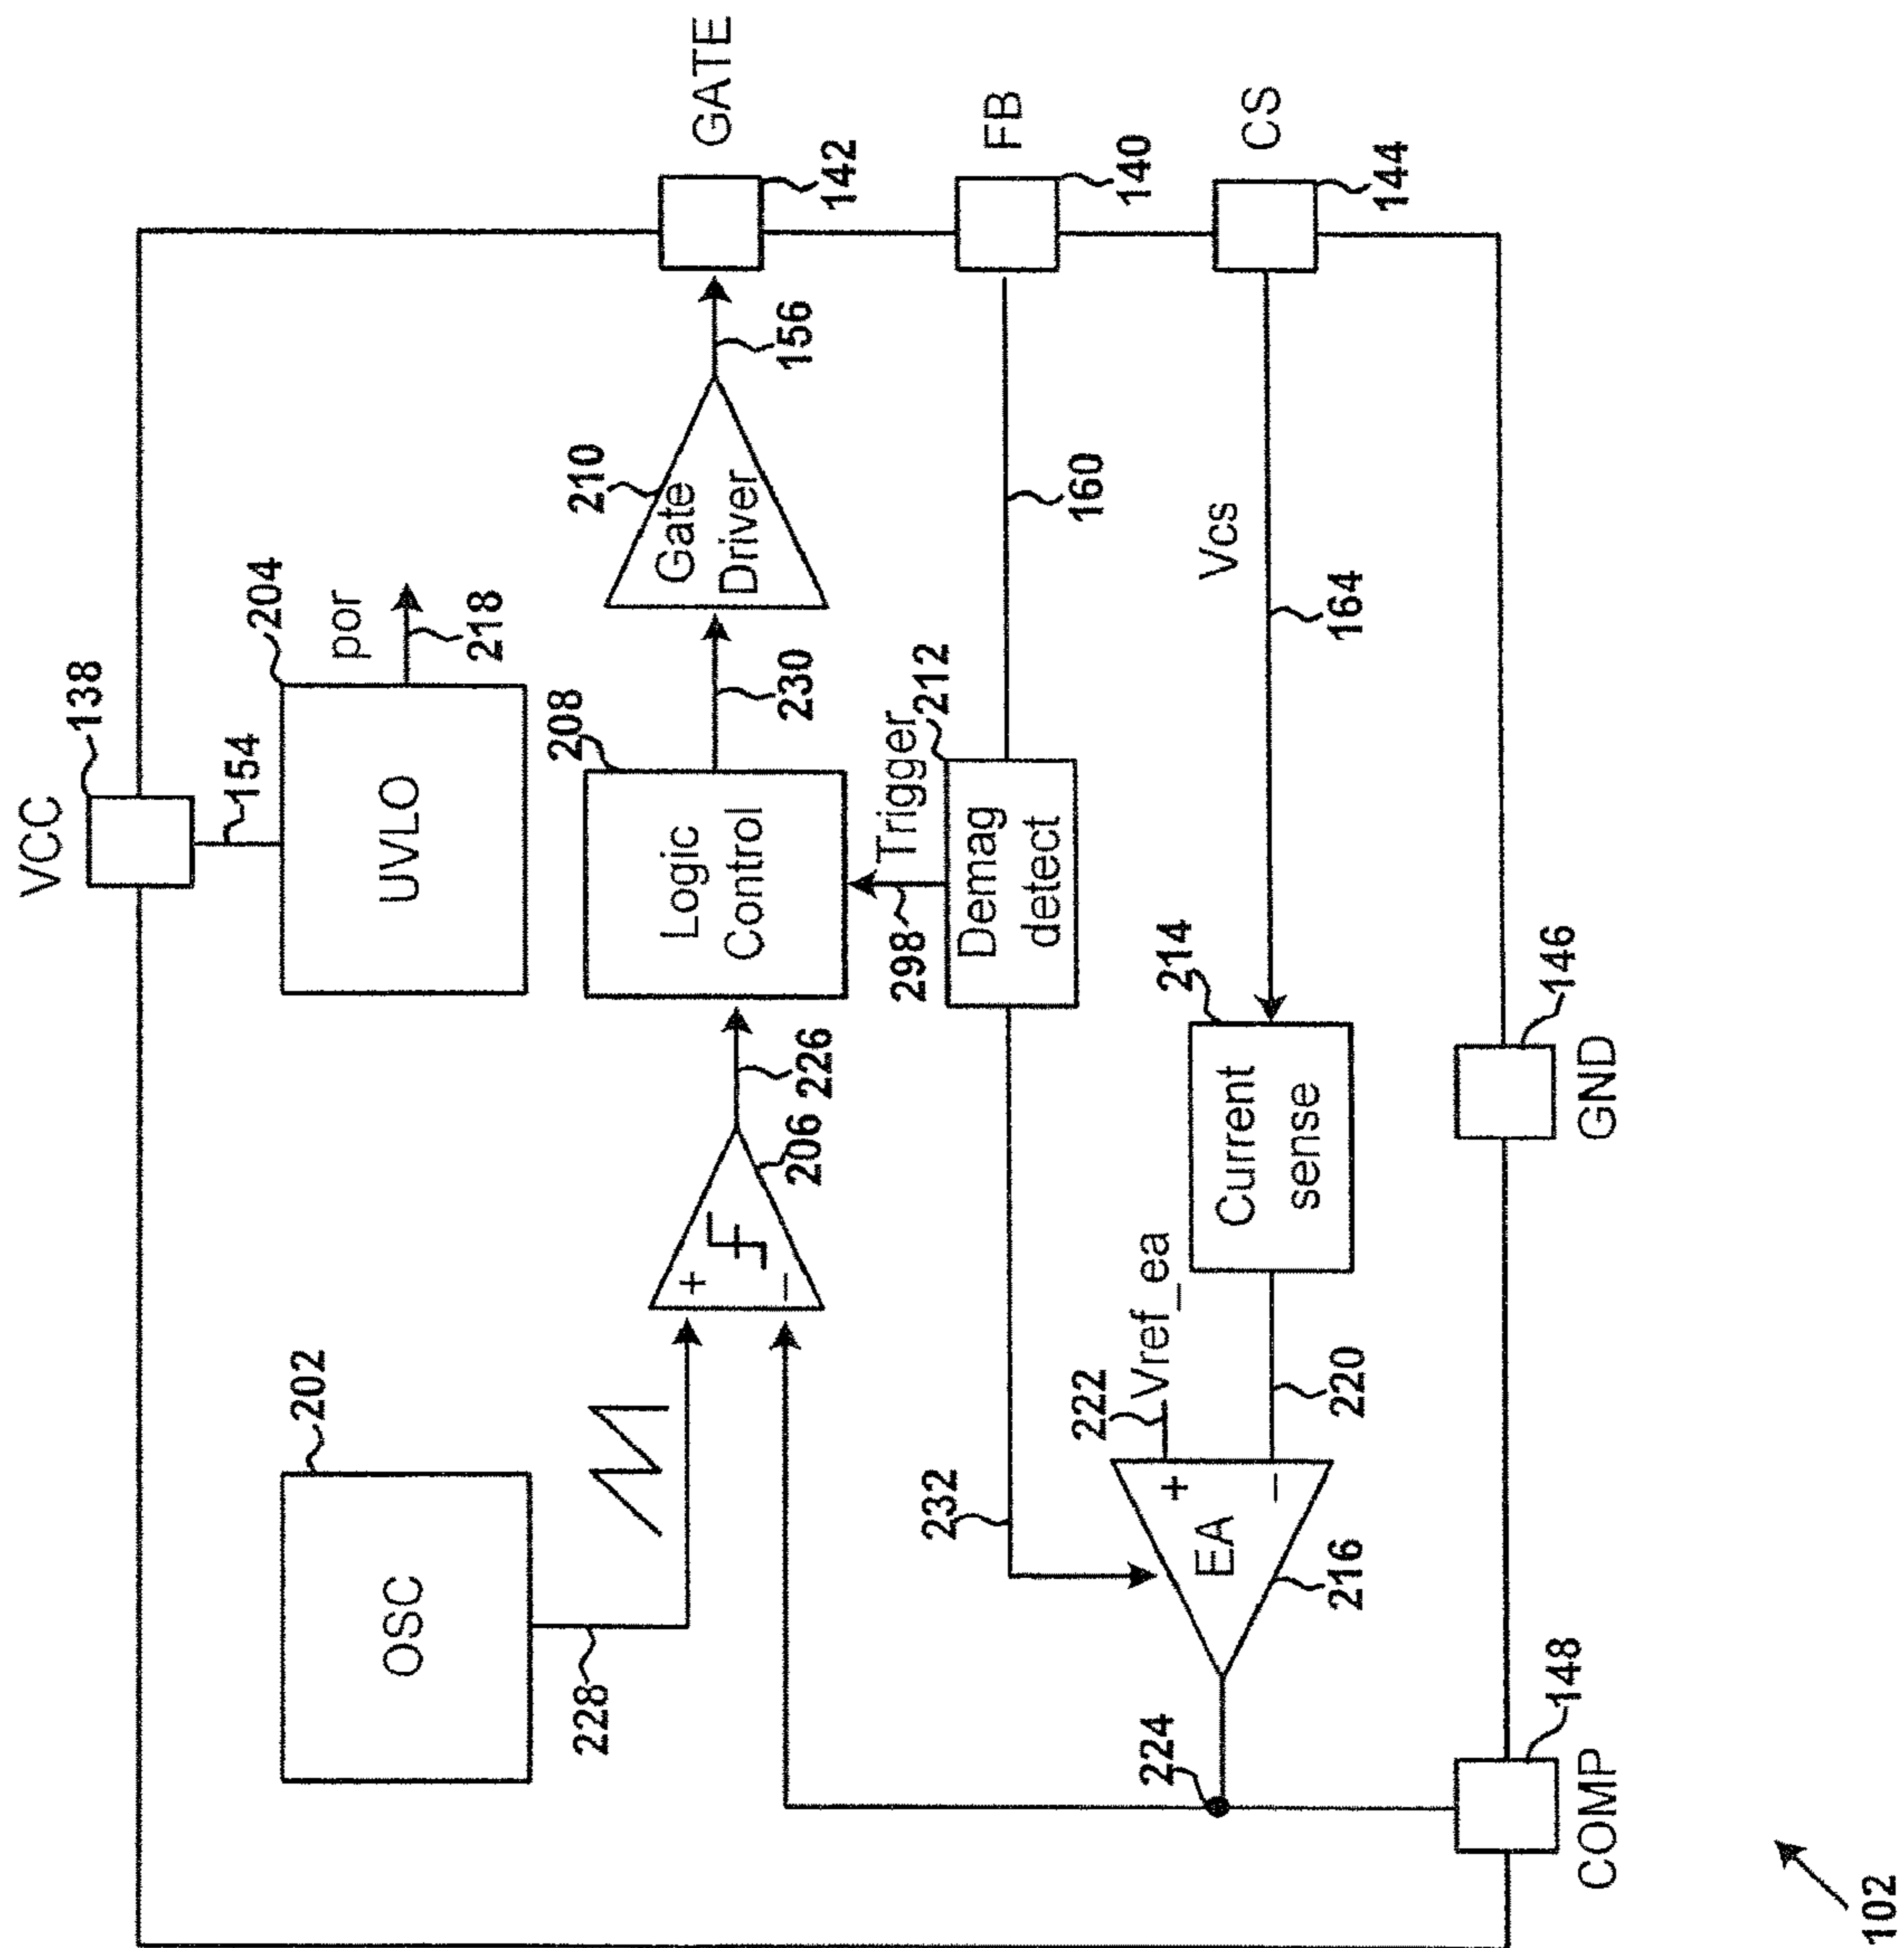 VCC
138
154
UVLO
204
por
218
OSC
202
228
+
−
206
226
Logic
Control
208
230
Gate
Driver
210
156
GATE
142
Trigger
298
Demag
detect
212
160
FB
140
232
222
Vref_ea
+
−
EA
216
220
Current
sense
214
Vcs
164
CS
144
224
COMP
148
GND
146
102